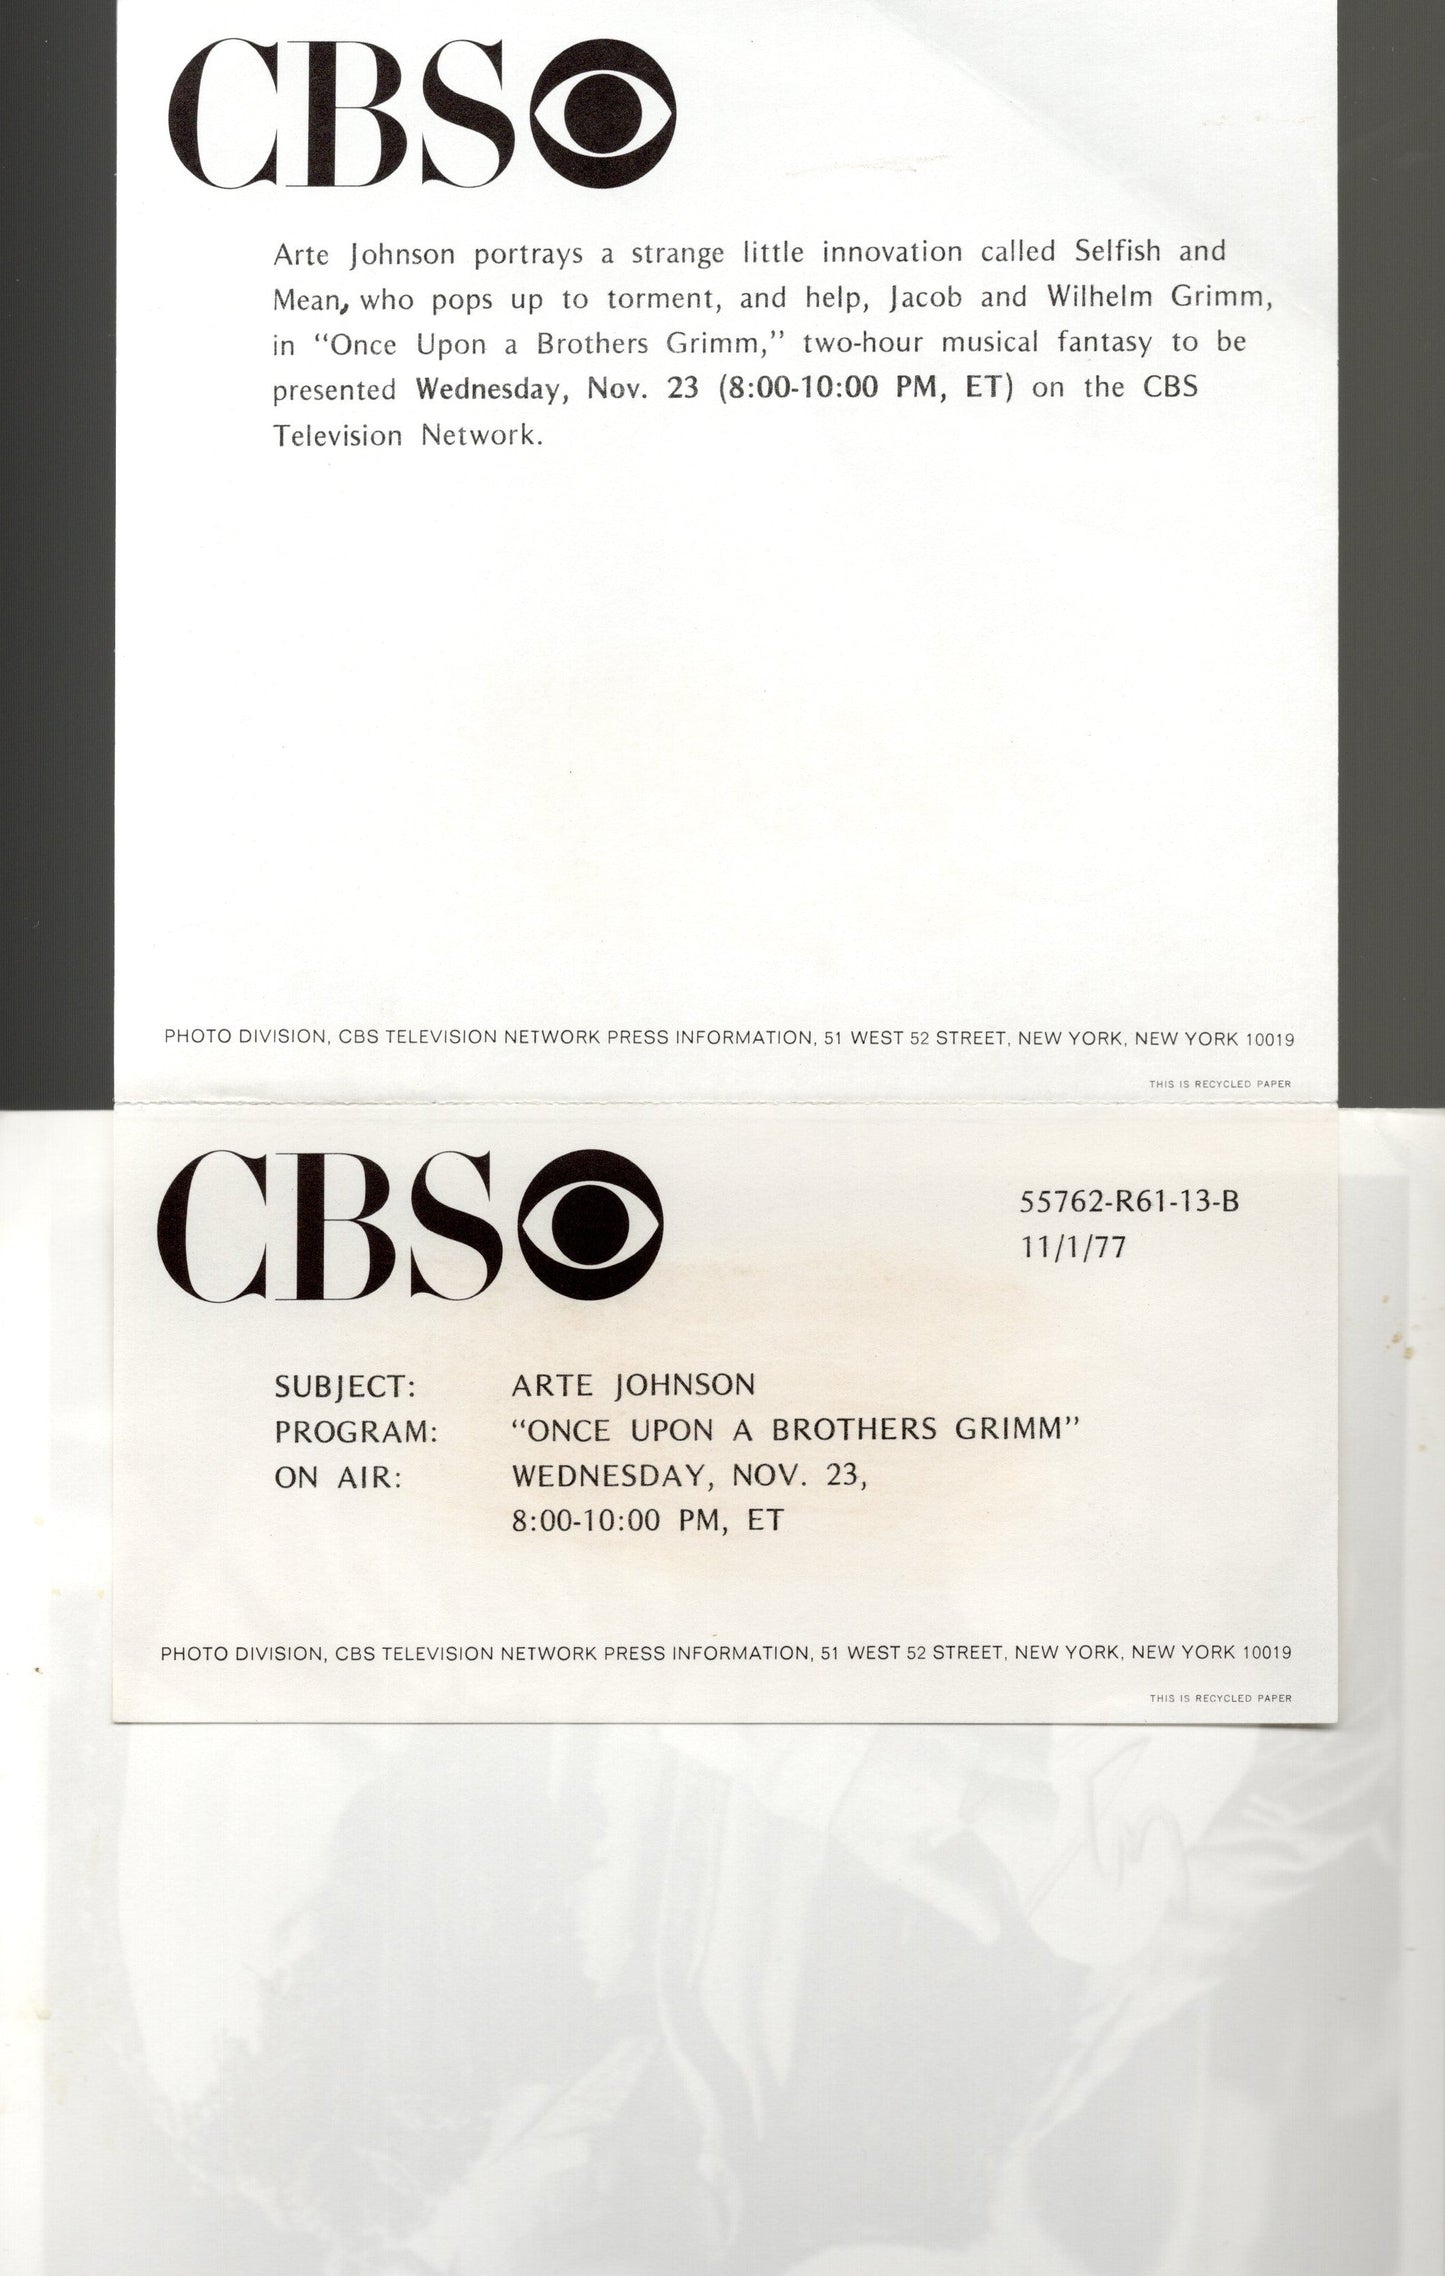 CBS
Arte Johnson portrays a strange little innovation called Selfish and
Mean, who pops up to torment, and help, Jacob and Wilhelm Grimm,
in “Once Upon a Brothers Grimm,” two-hour musical fantasy to be
presented Wednesday, Nov. 23 (8:00-10:00 PM, ET) on the CBS
Television Network.
PHOTO DIVISION, CBS TELEVISION NETWORK PRESS INFORMATION, 51 WEST 52 STREET, NEW YORK, NEW YORK 10019
THIS IS RECYCLED PAPER
CBS
55762-R61-13-B
11/1/77
SUBJECT: ARTE JOHNSON
PROGRAM: “ONCE UPON A BROTHERS GRIMM”
ON AIR: WEDNESDAY, NOV. 23,
8:00-10:00 PM, ET
PHOTO DIVISION, CBS TELEVISION NETWORK PRESS INFORMATION, 51 WEST 52 STREET, NEW YORK, NEW YORK 10019
THIS IS RECYCLED PAPER